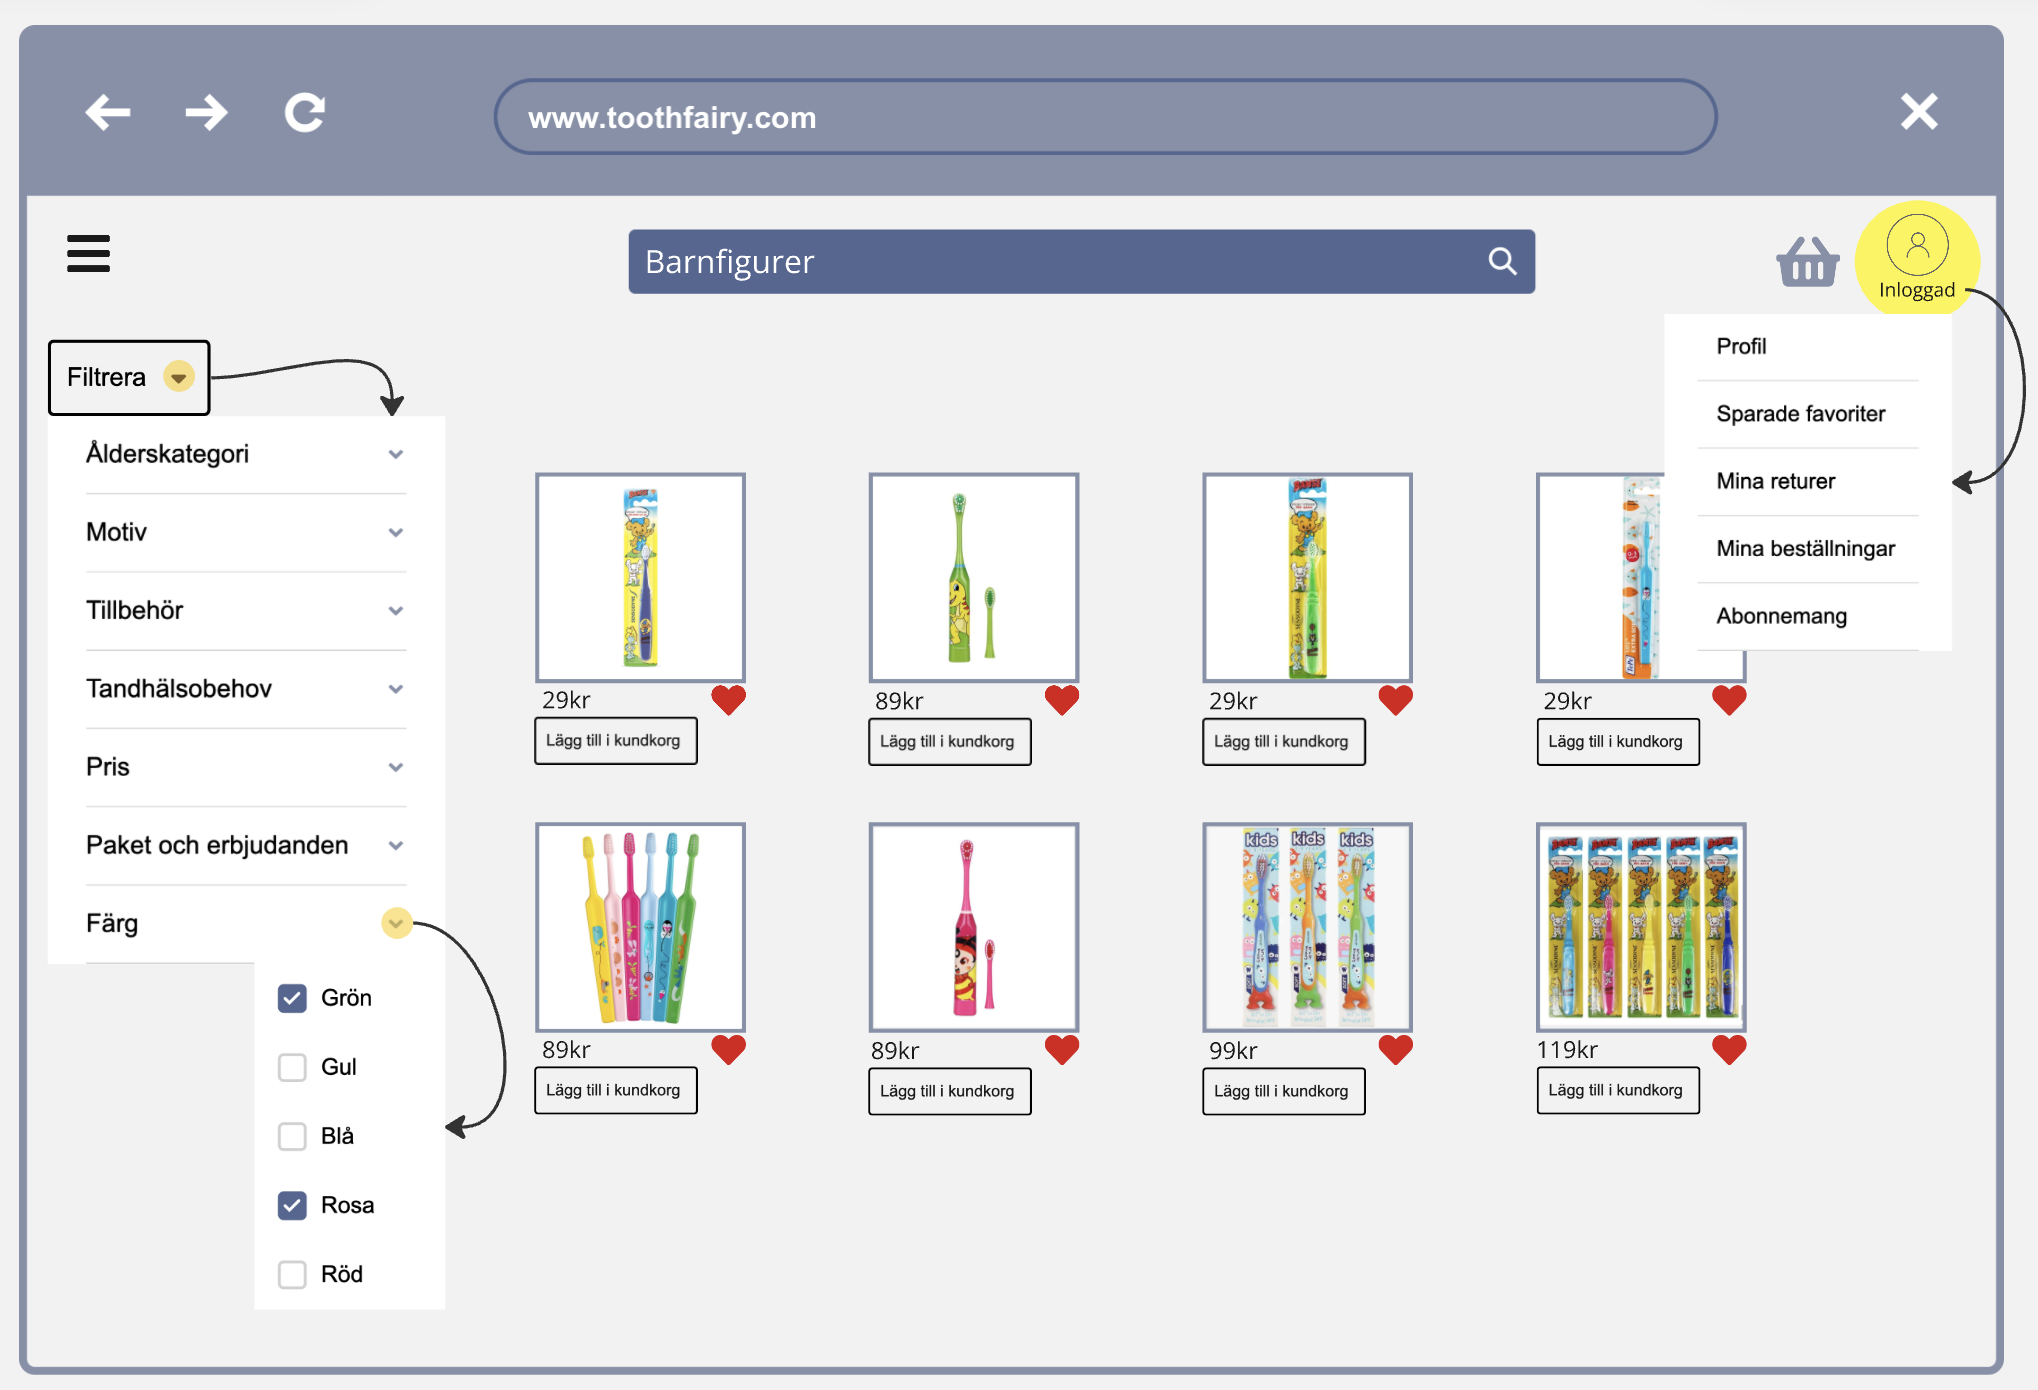 www.toothfairy.com
Barnfigurer
Inloggad
Profil
Sparade favoriter
Mina returer
Mina beställningar
Abonnemang
Filtrera
Ålderskategori
Motiv
Tillbehör
Tandhälsobehov
Pris
Paket och erbjudanden
Färg
Grön
Gul
Blå
Rosa
Röd
29kr
89kr
29kr
29kr
Lägg till i kundkorg
Lägg till i kundkorg
Lägg till i kundkorg
Lägg till i kundkorg
kids
kids
kids
89kr
89kr
99kr
119kr
Lägg till i kundkorg
Lägg till i kundkorg
Lägg till i kundkorg
Lägg till i kundkorg